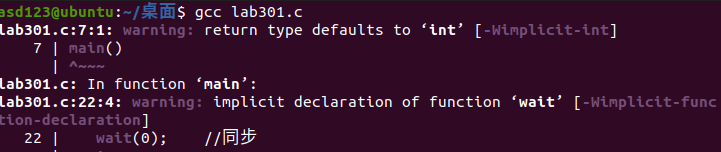 asd123@ubuntu:~/桌面$ gcc lab301.c
lab301.c:7:1: warning: return type defaults to ‘int’ [-Wimplicit-int]
    7 | main()
      | ^~~~
lab301.c: In function ‘main’:
lab301.c:22:4: warning: implicit declaration of function ‘wait’ [-Wimplicit-func
tion-declaration]
   22 |    wait(0);    //同步